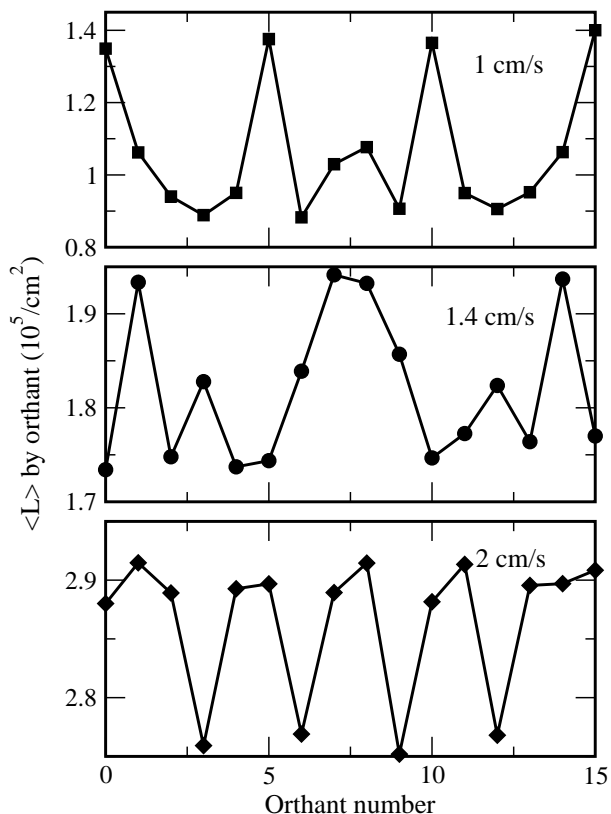 1.4
1.2
1
0.8
1 cm/s
1.9
1.8
1.7
1.4 cm/s
<L> by orthant (10^5/cm^2)
2.9
2.8
2 cm/s
0 5 10 15
Orthant number